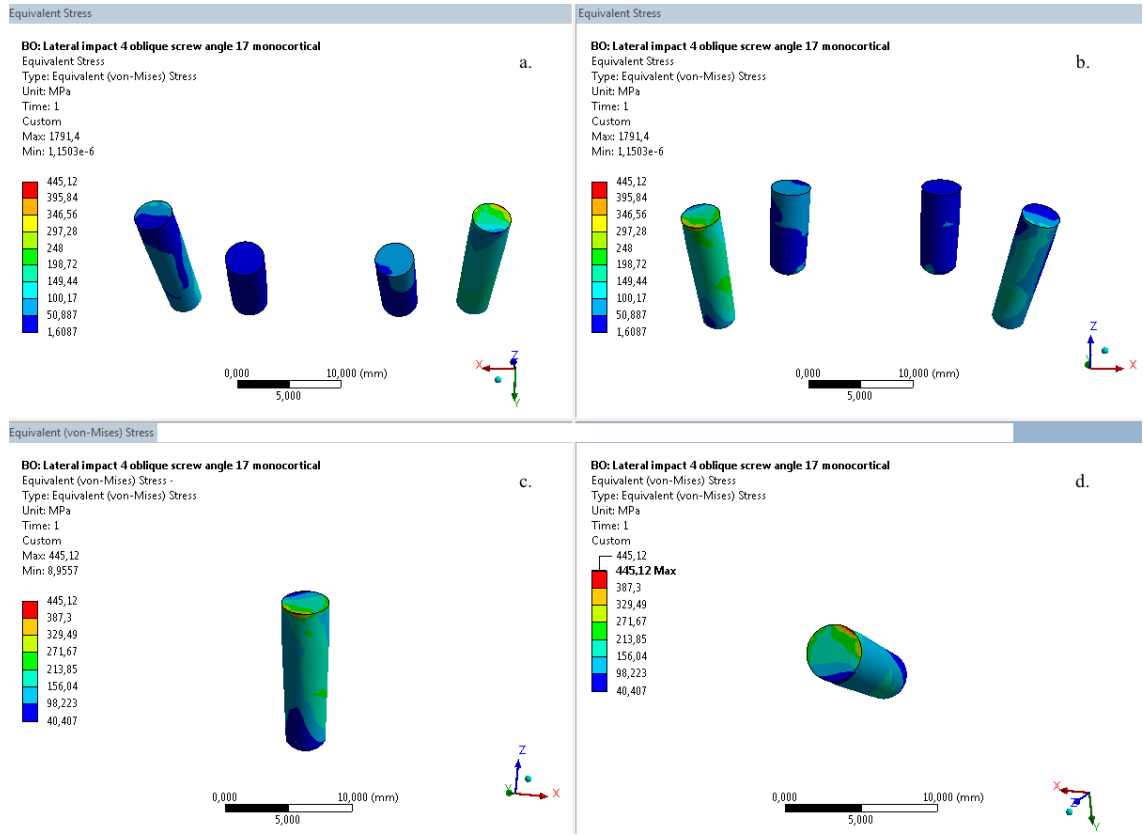 Equivalent Stress
BO: Lateral impact 4 oblique screw angle 17 monocortical
Equivalent Stress
Type: Equivalent (von-Mises) Stress
Unit: MPa
Time: 1
Custom
Max: 1791,4
Min: 1,1503e-6
a.
445,12
395,84
346,56
297,28
248
198,72
149,44
100,17
50,887
1,6087
0,000
10,000 (mm)
5,000
X
Z
Y
Equivalent Stress
BO: Lateral impact 4 oblique screw angle 17 monocortical
Equivalent Stress
Type: Equivalent (von-Mises) Stress
Unit: MPa
Time: 1
Custom
Max: 1791,4
Min: 1,1503e-6
b.
445,12
395,84
346,56
297,28
248
198,72
149,44
100,17
50,887
1,6087
0,000
10,000 (mm)
5,000
Z
Y
X
Equivalent (von-Mises) Stress
BO: Lateral impact 4 oblique screw angle 17 monocortical
Equivalent (von-Mises) Stress -
Type: Equivalent (von-Mises) Stress
Unit: MPa
Time: 1
Custom
Max: 445,12
Min: 8,9557
c.
445,12
387,3
329,49
271,67
213,85
156,04
98,223
40,407
0,000
10,000 (mm)
5,000
Z
Y
X
BO: Lateral impact 4 oblique screw angle 17 monocortical
Equivalent (von-Mises) Stress
Type: Equivalent (von-Mises) Stress
Unit: MPa
Time: 1
Custom
d.
445,12
445,12 Max
387,3
329,49
271,67
213,85
156,04
98,223
40,407
0,000
10,000 (mm)
5,000
X
Z
Y